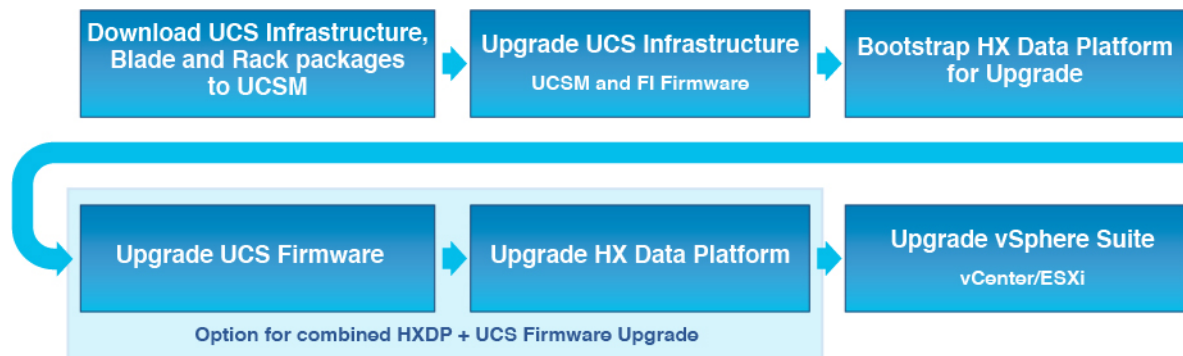 Download UCS Infrastructure,
Blade and Rack packages
to UCSM
Upgrade UCS Infrastructure
UCSM and FI Firmware
Bootstrap HX Data Platform
for Upgrade
Upgrade UCS Firmware
Upgrade HX Data Platform
Option for combined HXDP + UCS Firmware Upgrade
Upgrade vSphere Suite
vCenter/ESXi